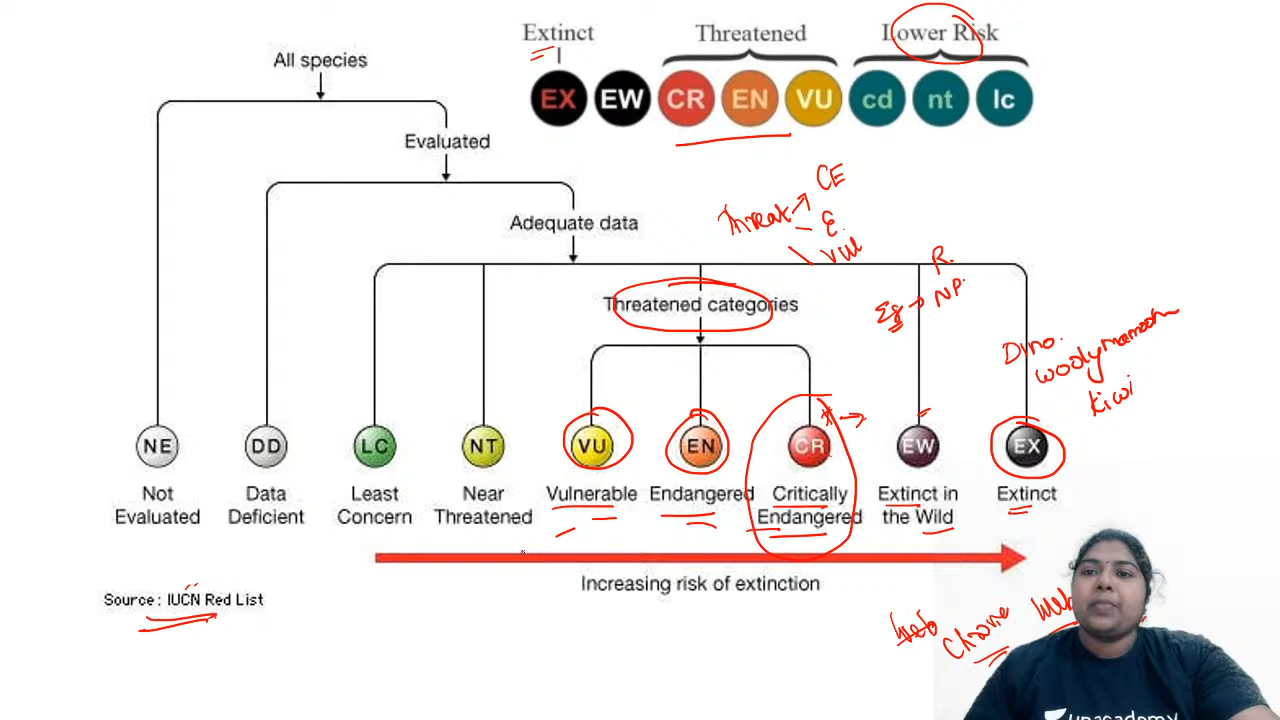 Extinct
Threatened
Lower Risk
EX
EW
CR
EN
VU
cd
nt
lc
All species
Evaluated
Adequate data
Threat
CE
E.
VUl
R.
Eg → NP.
Threatened categories
Dino.
woolymammoth
kiwi
NE
DD
LC
NT
VU
EN
CR
EW
EX
Not
Evaluated
Data
Deficient
Least
Concern
Near
Threatened
Vulnerable
Endangered
Critically
Endangered
Extinct in
the Wild
Extinct
Increasing risk of extinction
Source : IUCN Red List
Chrome
unacademy